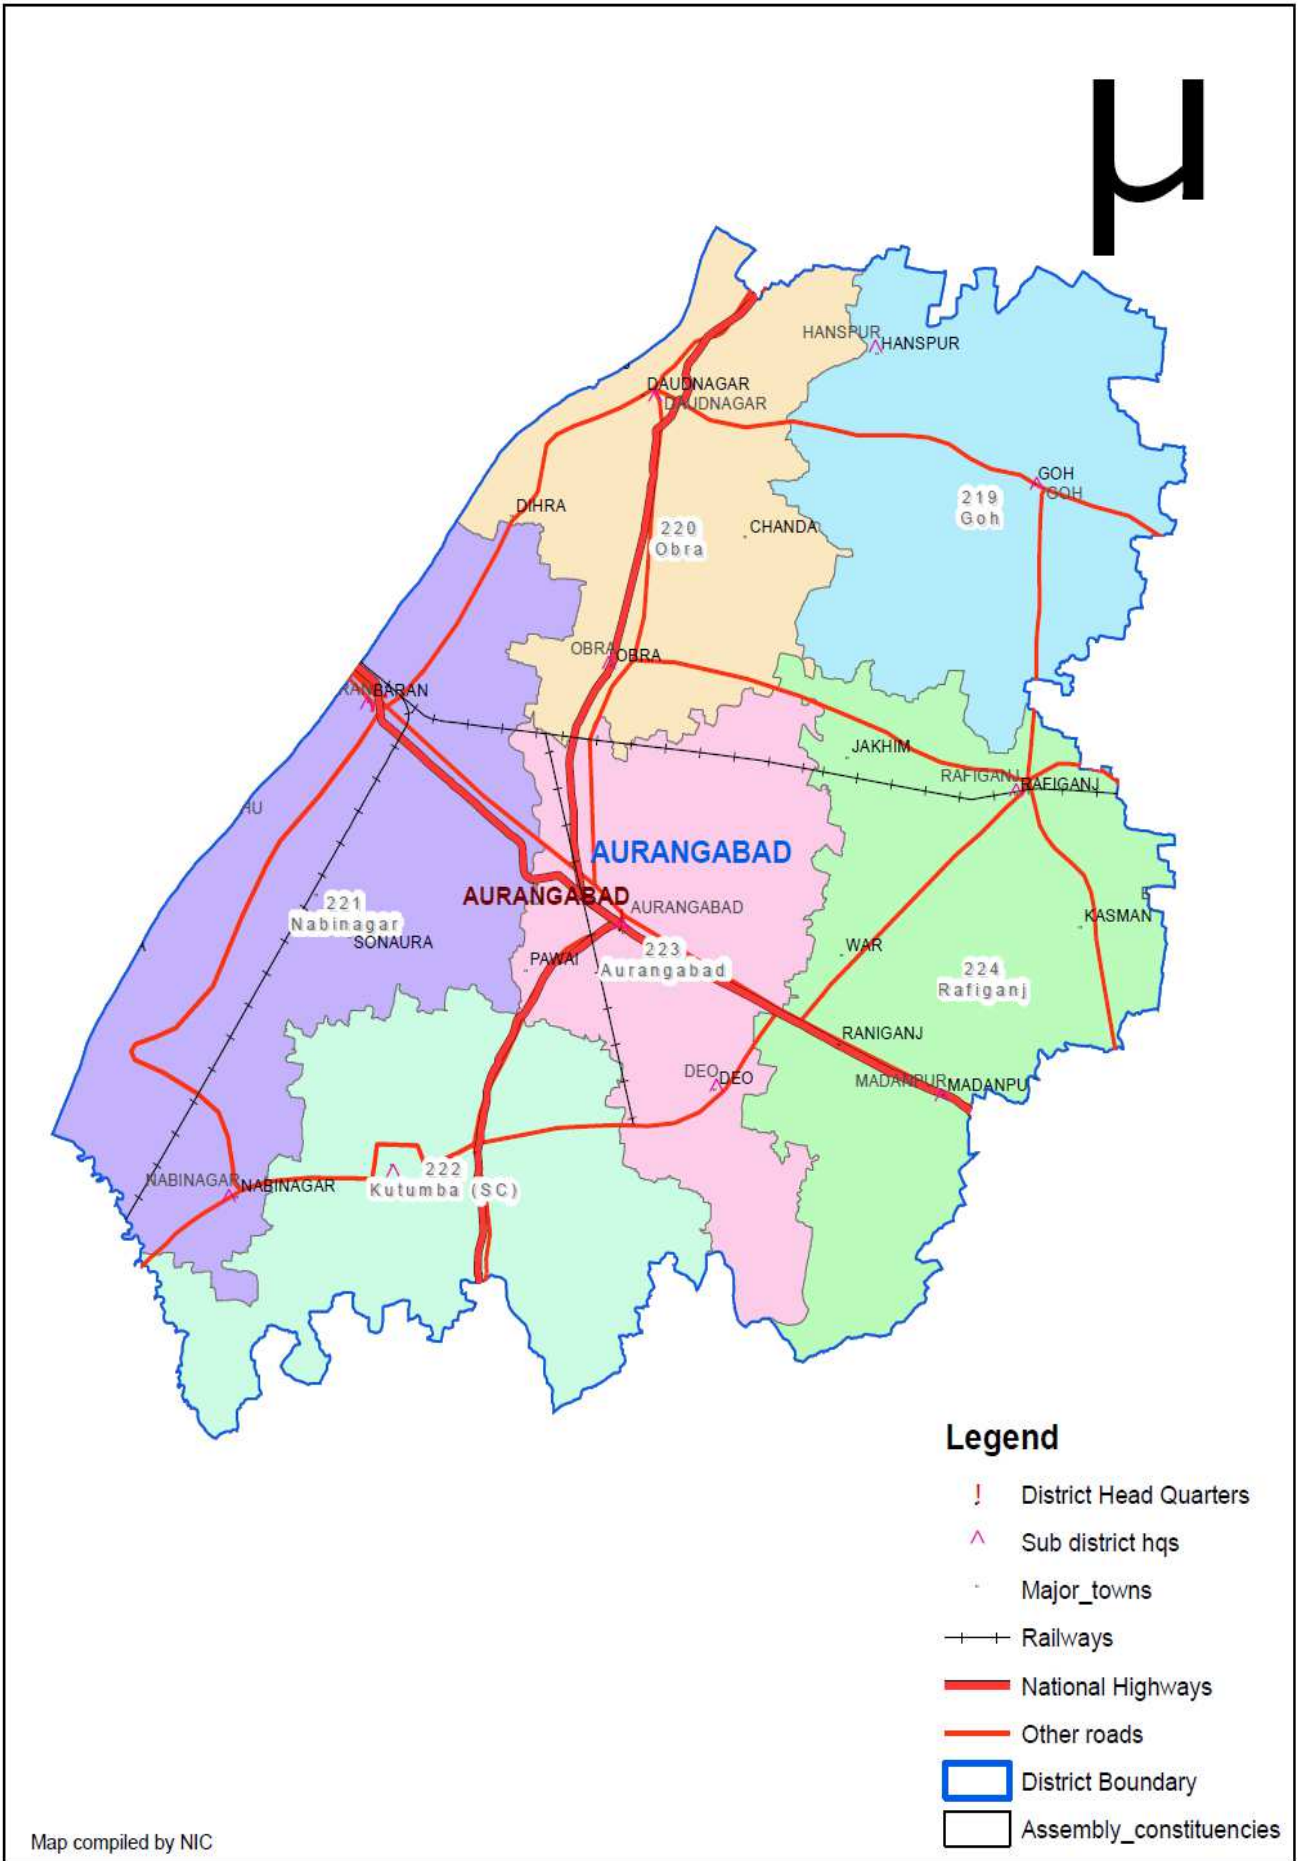 µ
HANSPUR
HANSPUR
DAUDNAGAR
DAUDNAGAR
GOH
GOH
219
Goh
DIHRA
220
Obra
CHANDA
OBRA
OBRA
RAN
BARAN
JAKHIM
RAFIGANJ
RAFIGANJ
HU
AURANGABAD
AURANGABAD
AURANGABAD
221
Nabinagar
SONAURA
E
KASMAN
WAR
PAWAI
223
Aurangabad
224
Rafiganj
RANIGANJ
DEO
DEO
MADANPUR
MADANPU
222
Kutumba (SC)
NABINAGAR
NABINAGAR
Legend
! District Head Quarters
^ Sub district hqs
Major_towns
Railways
National Highways
Other roads
District Boundary
Assembly_constituencies
Map compiled by NIC